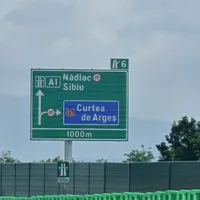 6
A1 Nădlac
Sibiu
Curtea
de Argeș
1000m